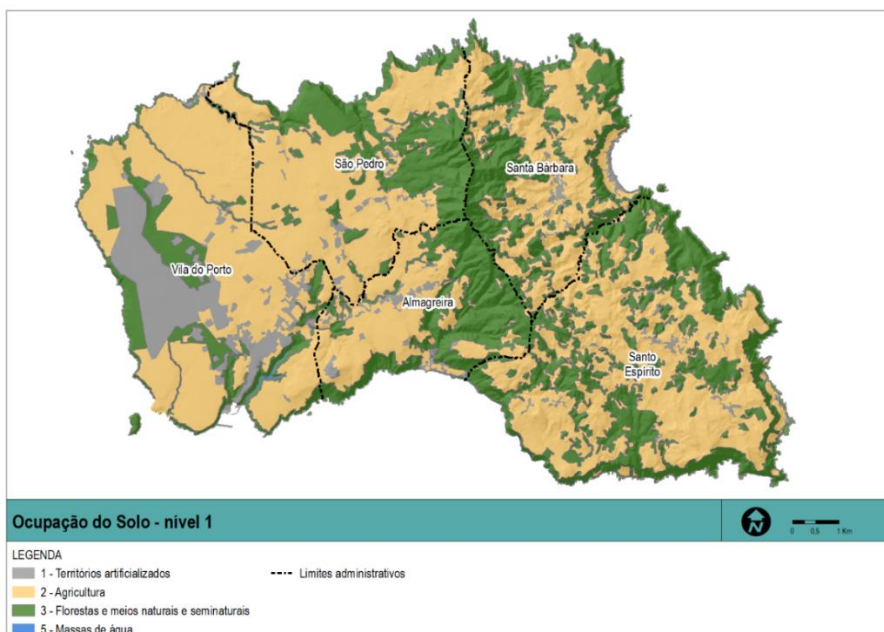 São Pedro
Santa Bárbara
Vila do Porto
Almagreira
Santo
Espírito
Ocupação do Solo - nível 1
N
0 0,5 1 Km
LEGENDA
1 - Territórios artificializados
Limites administrativos
2 - Agricultura
3 - Florestas e meios naturais e seminaturais
5 - Massas de água